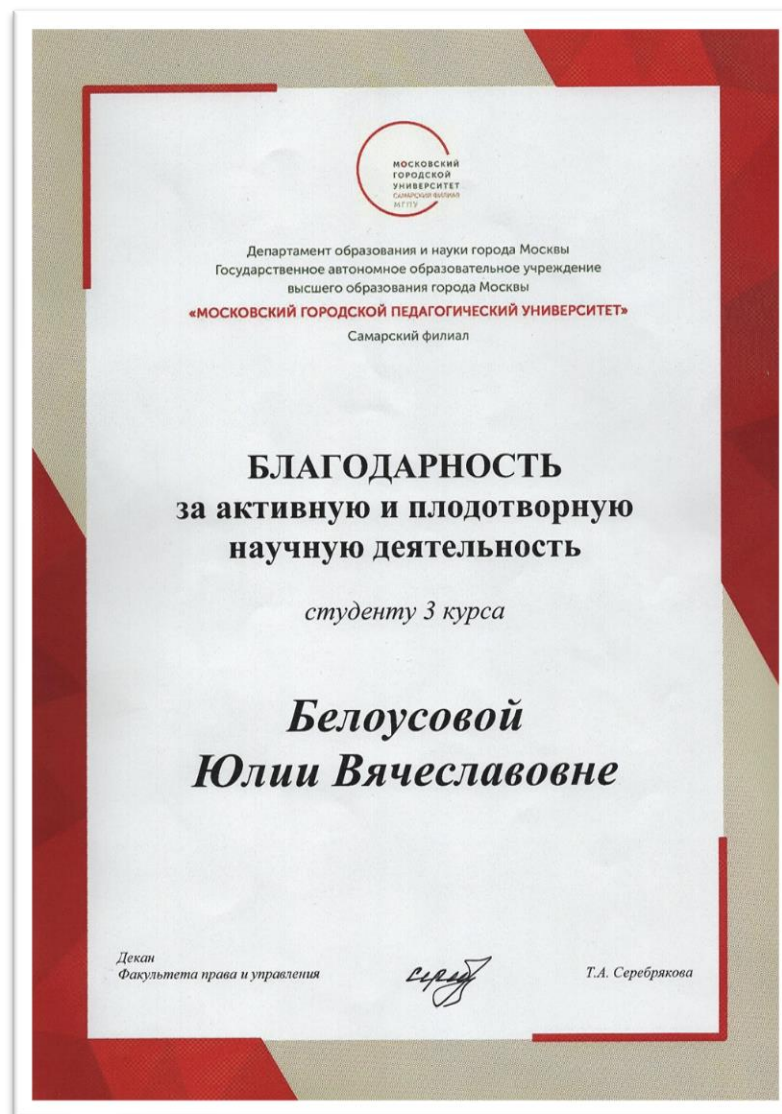 МОСКОВСКИЙ
ГОРОДСКОЙ
УНИВЕРСИТЕТ
САМАРСКИЙ ФИЛИАЛ
МГПУ
Департамент образования и науки города Москвы
Государственное автономное образовательное учреждение
высшего образования города Москвы
«МОСКОВСКИЙ ГОРОДСКОЙ ПЕДАГОГИЧЕСКИЙ УНИВЕРСИТЕТ»
Самарский филиал
БЛАГОДАРНОСТЬ
за активную и плодотворную
научную деятельность
студенту 3 курса
Белоусовой
Юлии Вячеславовне
Декан
Факультета права и управления
Т.А. Серебрякова